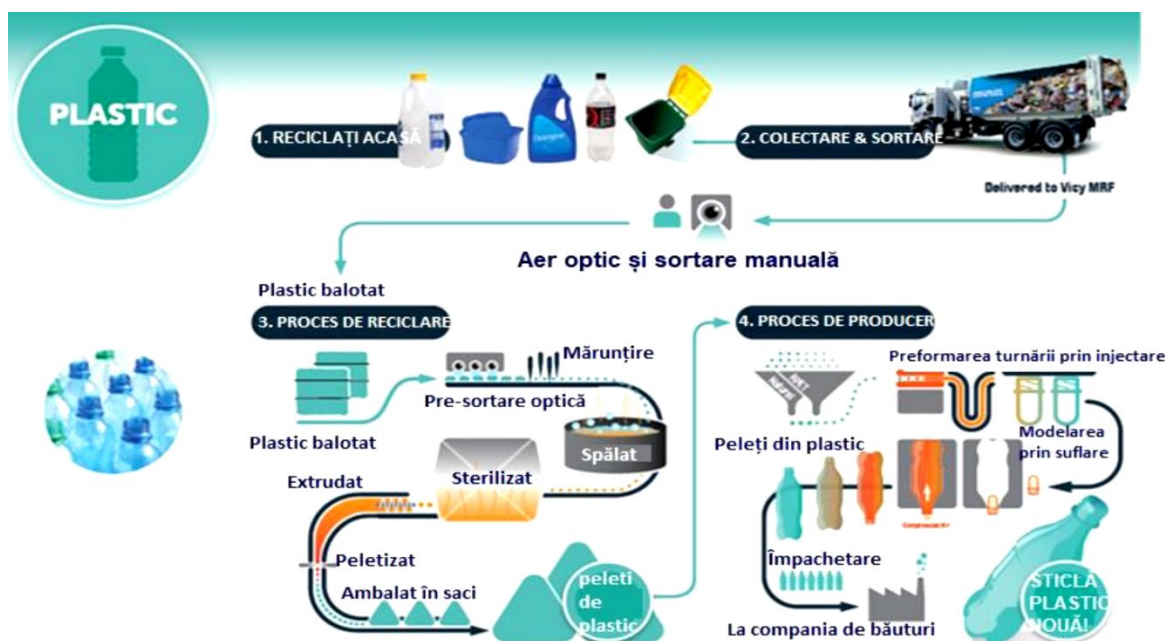 PLASTIC
1. RECICLAȚI ACASĂ
2. COLECTARE & SORTARE
Delivered to Visy MRF
Aer optic și sortare manuală
Plastic balotat
3. PROCES DE RECICLARE
Mărunțire
Pre-sortare optică
Plastic balotat
Spălat
Sterilizat
Extrudat
Peletizat
Ambalat în saci
peleti
de
plastic
4. PROCES DE PRODUCER
Preformarea turnării prin injectare
Natural
Peleți din plastic
Modelarea
prin suflare
Împachetare
La compania de băuturi
STICLA
PLASTIC
NOUĂ!